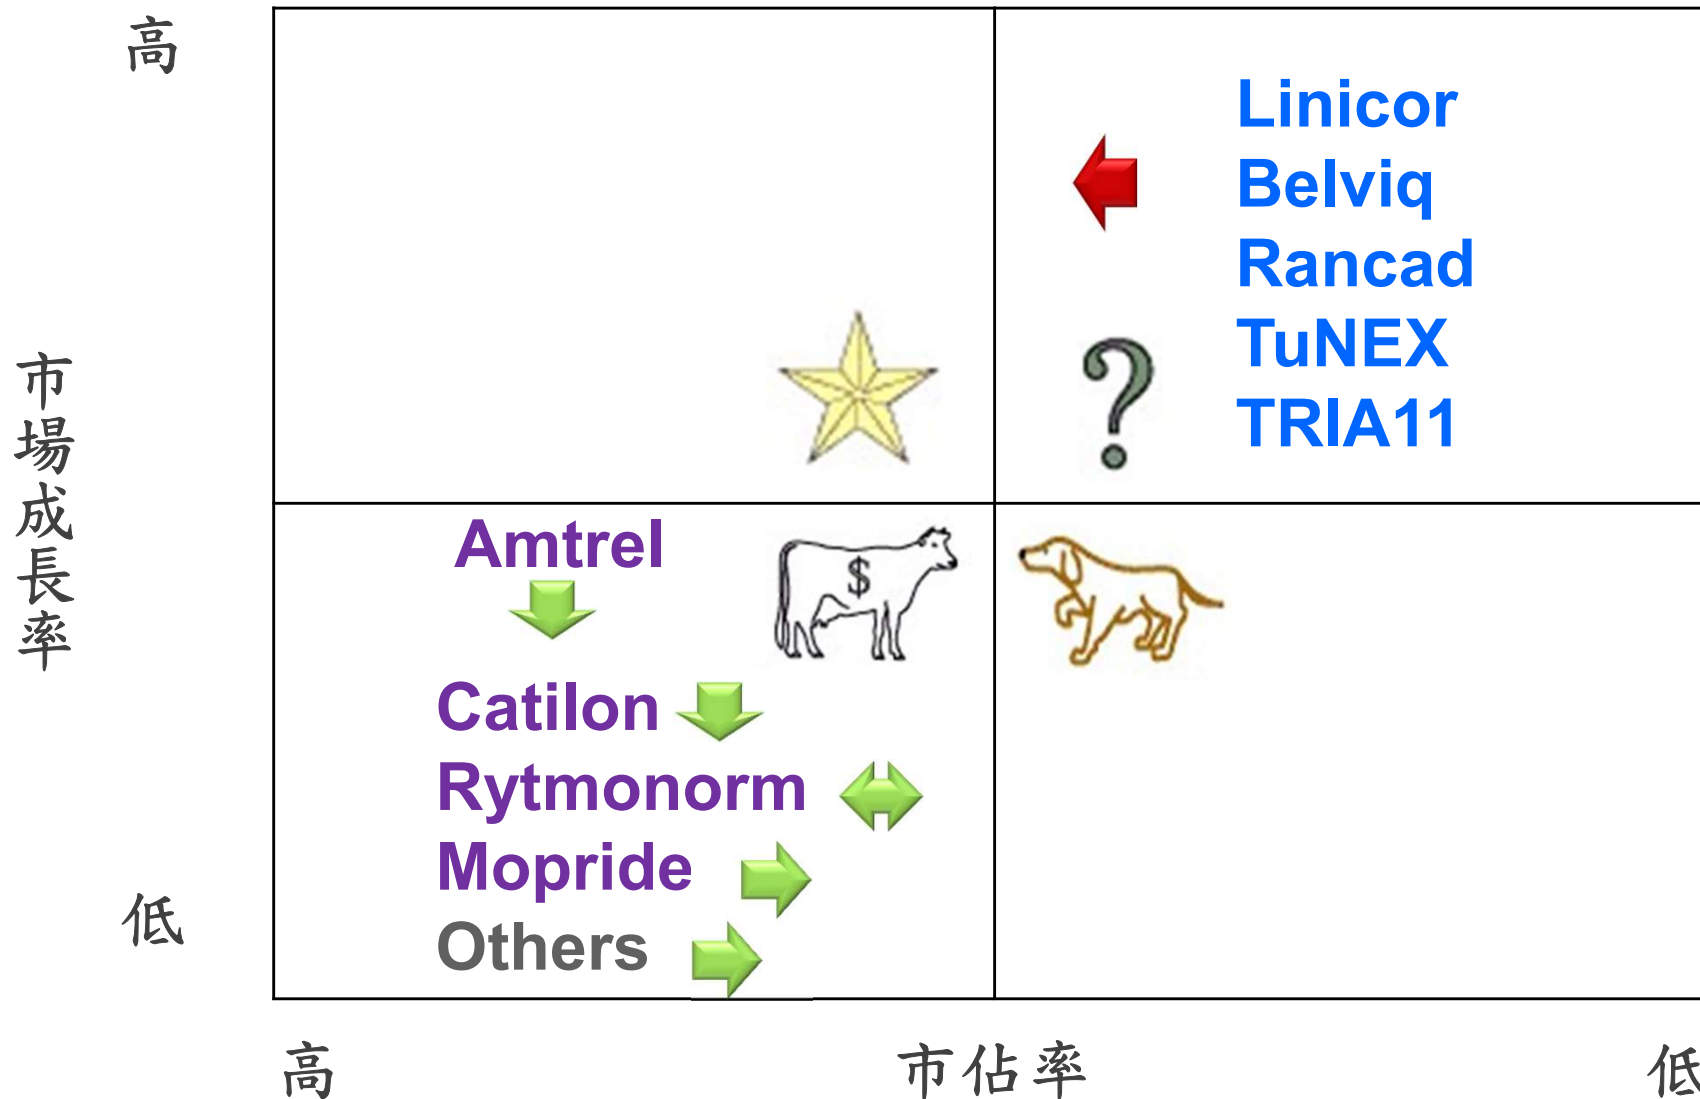 高
Linicor
Belviq
Rancad
TuNEX
TRIA11
市場成長率
Amtrel
$
Catilon
Rytmonorm
Mopride
Others
低
高
市佔率
低